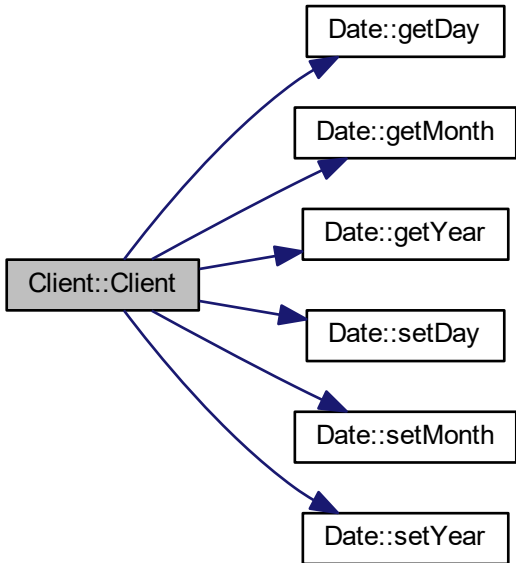 Date::getDay
Date::getMonth
Date::getYear
Client::Client
Date::setDay
Date::setMonth
Date::setYear